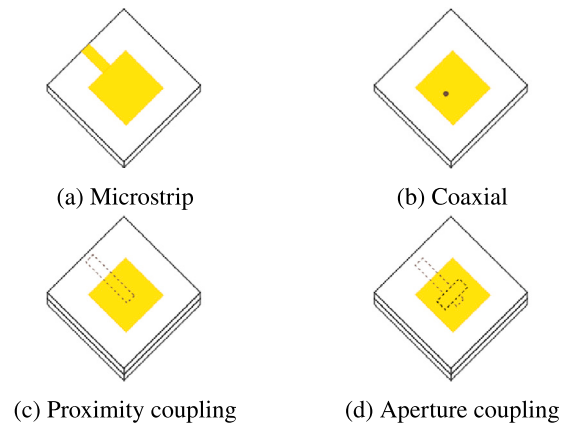 (a) Microstrip
(b) Coaxial
(c) Proximity coupling
(d) Aperture coupling